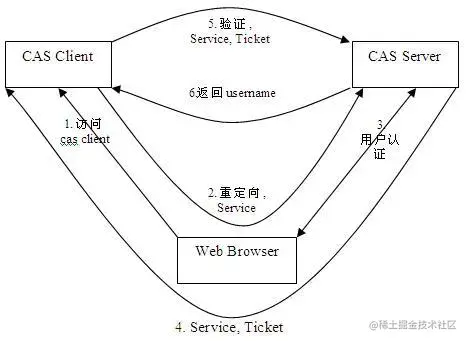 5.验证,
Service, Ticket
CAS Client
CAS Server
6返回 username
1.访问
cas client
3.
用户认
证
2.重定向,
Service
Web Browser
4. Service, Ticket
@稀土掘金技术社区